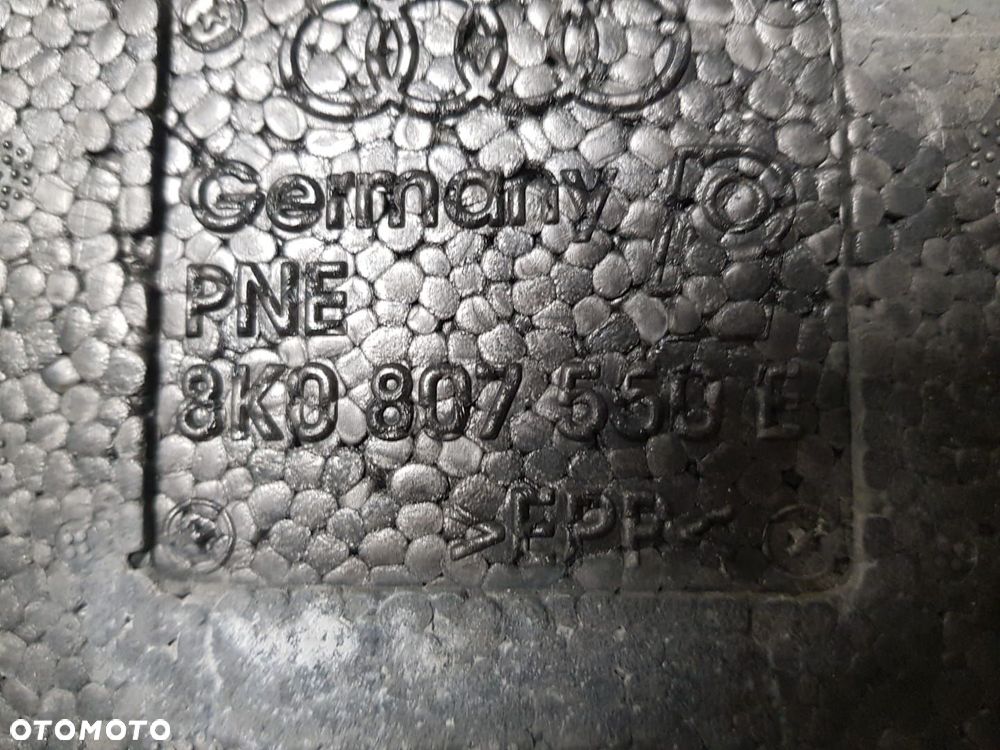 Germany
PNE
8K0 807 550 E
>EPP<
OTOMOTO